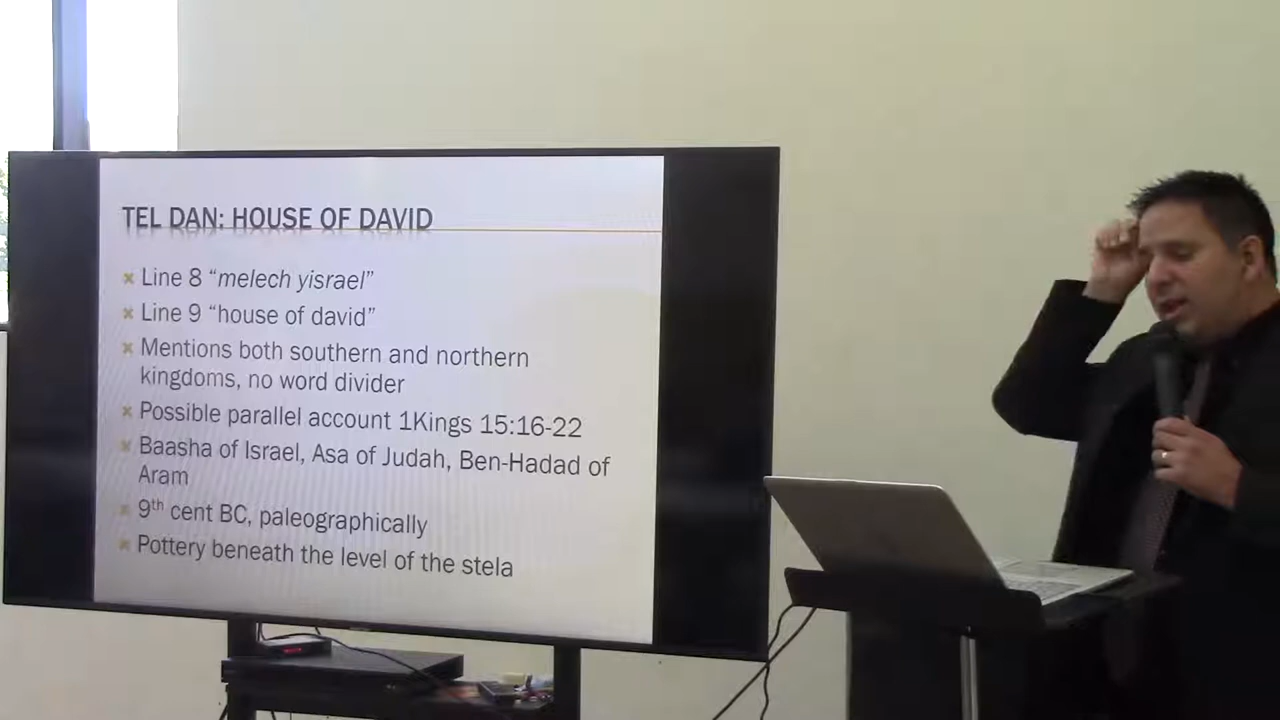 TEL DAN: HOUSE OF DAVID
Line 8 “melech yisrael”
Line 9 “house of david”
Mentions both southern and northern
kingdoms, no word divider
Possible parallel account 1Kings 15:16-22
Baasha of Israel, Asa of Judah, Ben-Hadad of
Aram
9th cent BC, paleographically
Pottery beneath the level of the stela